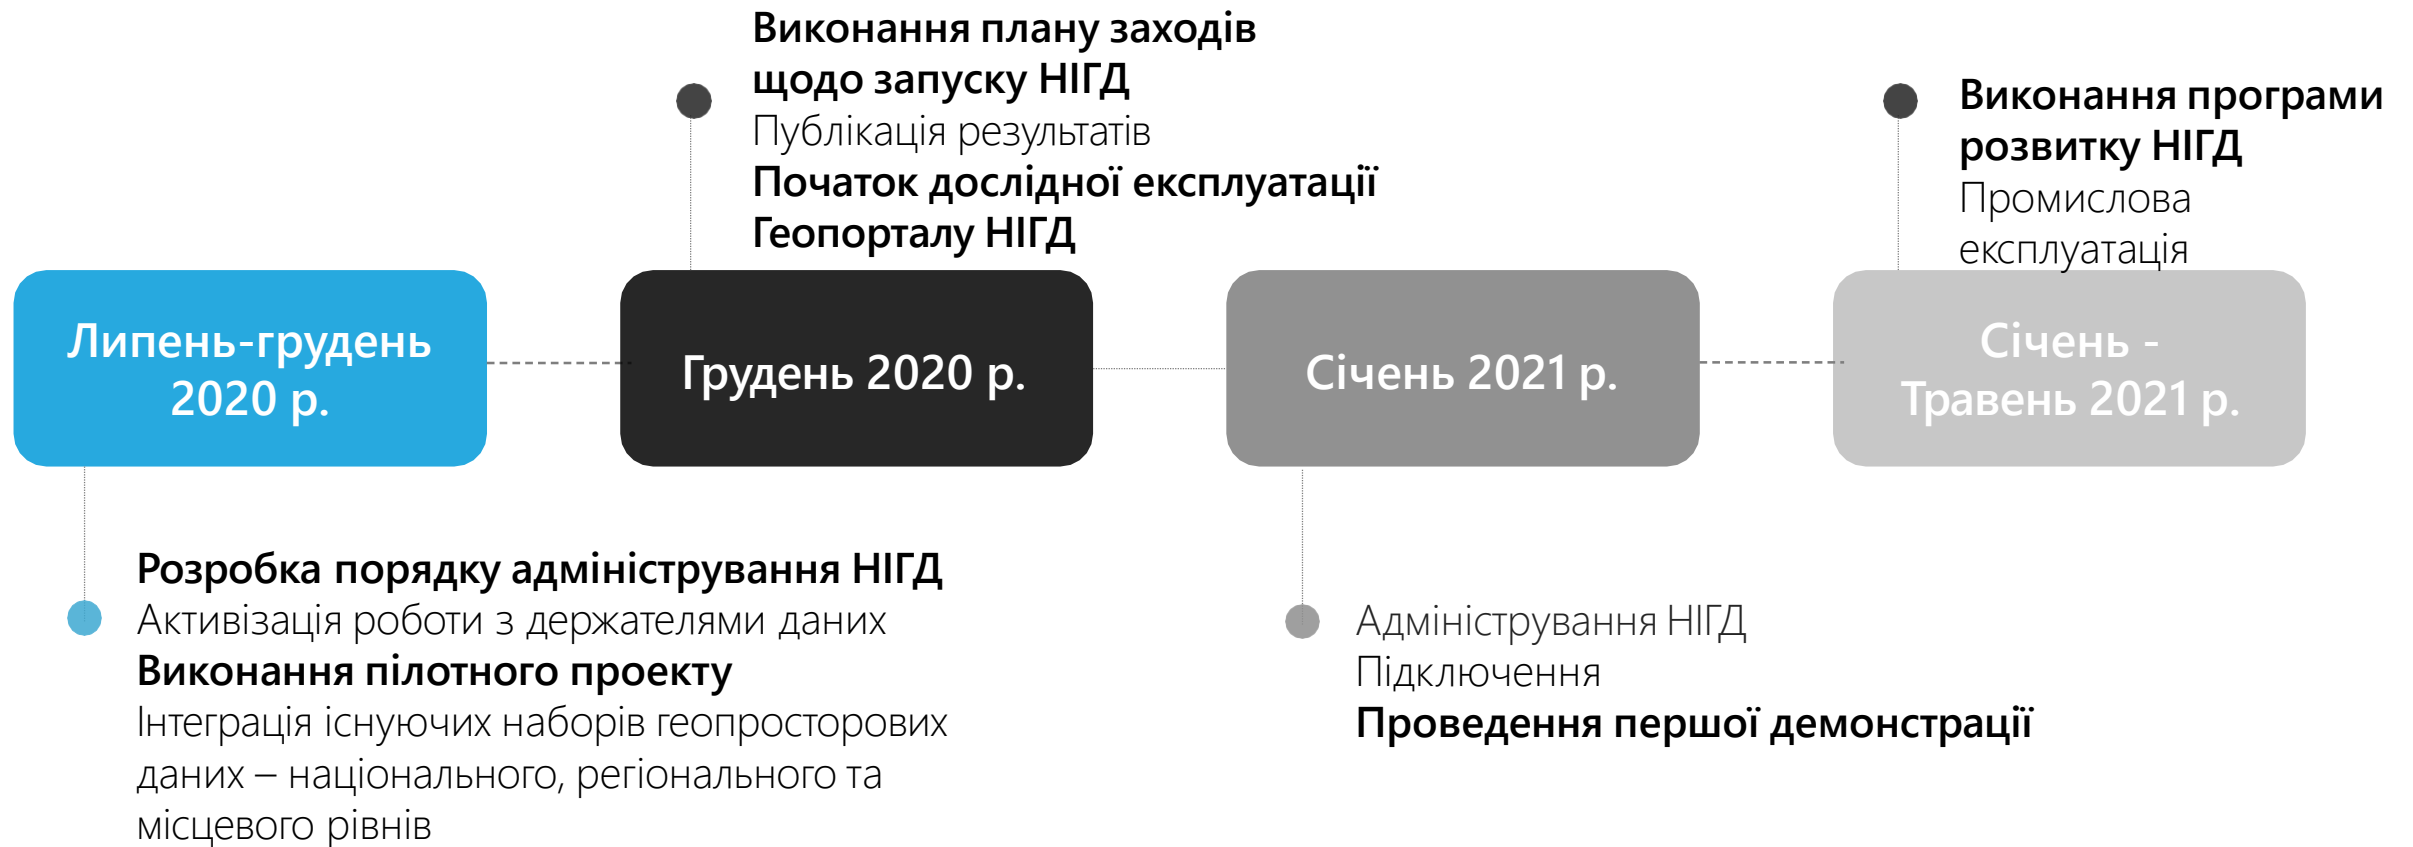 Виконання плану заходів
щодо запуску НІГД
Публікація результатів
Початок дослідної експлуатації
Геопорталу НІГД
Виконання програми
розвитку НІГД
Промислова
експлуатація
Липень-грудень
2020 р.
Грудень 2020 р.
Січень 2021 р.
Січень -
Травень 2021 р.
Розробка порядку адміністрування НІГД
Активізація роботи з держателями даних
Виконання пілотного проекту
Інтеграція існуючих наборів геопросторових
даних – національного, регіонального та
місцевого рівнів
Адміністрування НІГД
Підключення
Проведення першої демонстрації